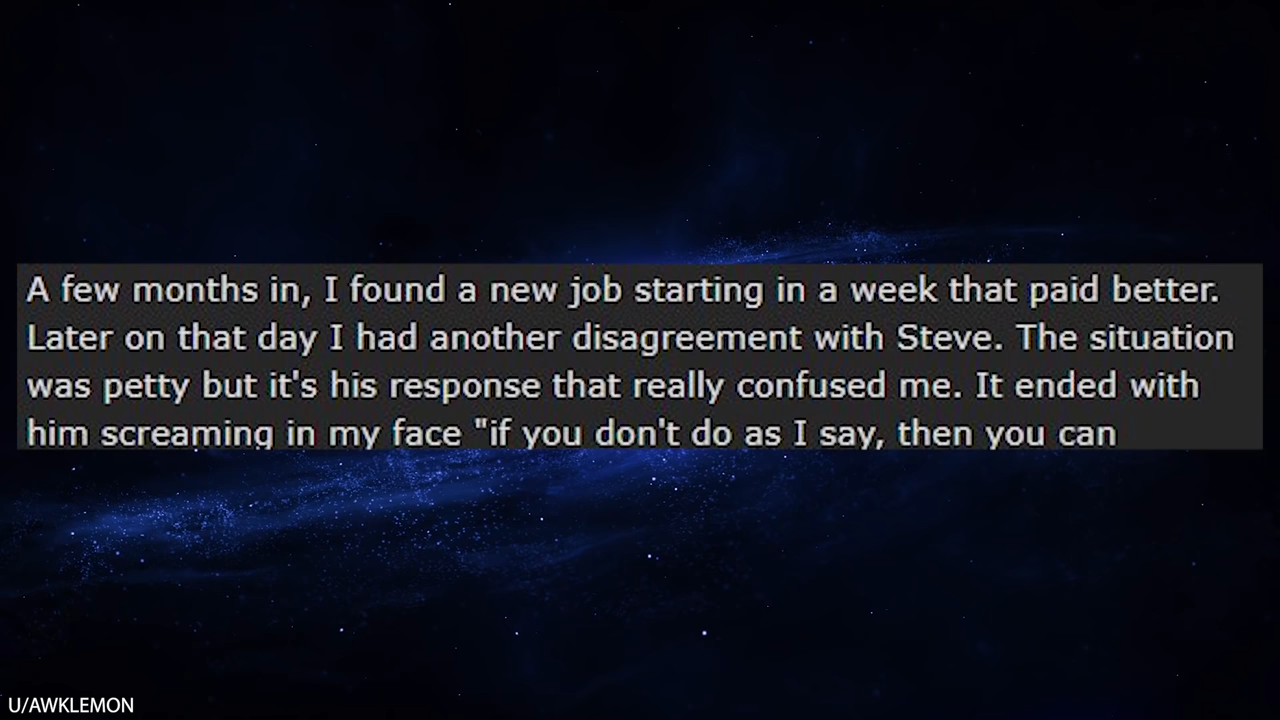 A few months in, I found a new job starting in a week that paid better.
Later on that day I had another disagreement with Steve. The situation
was petty but it's his response that really confused me. It ended with
him screaming in my face "if you don't do as I say, then you can
U/AWKLEMON